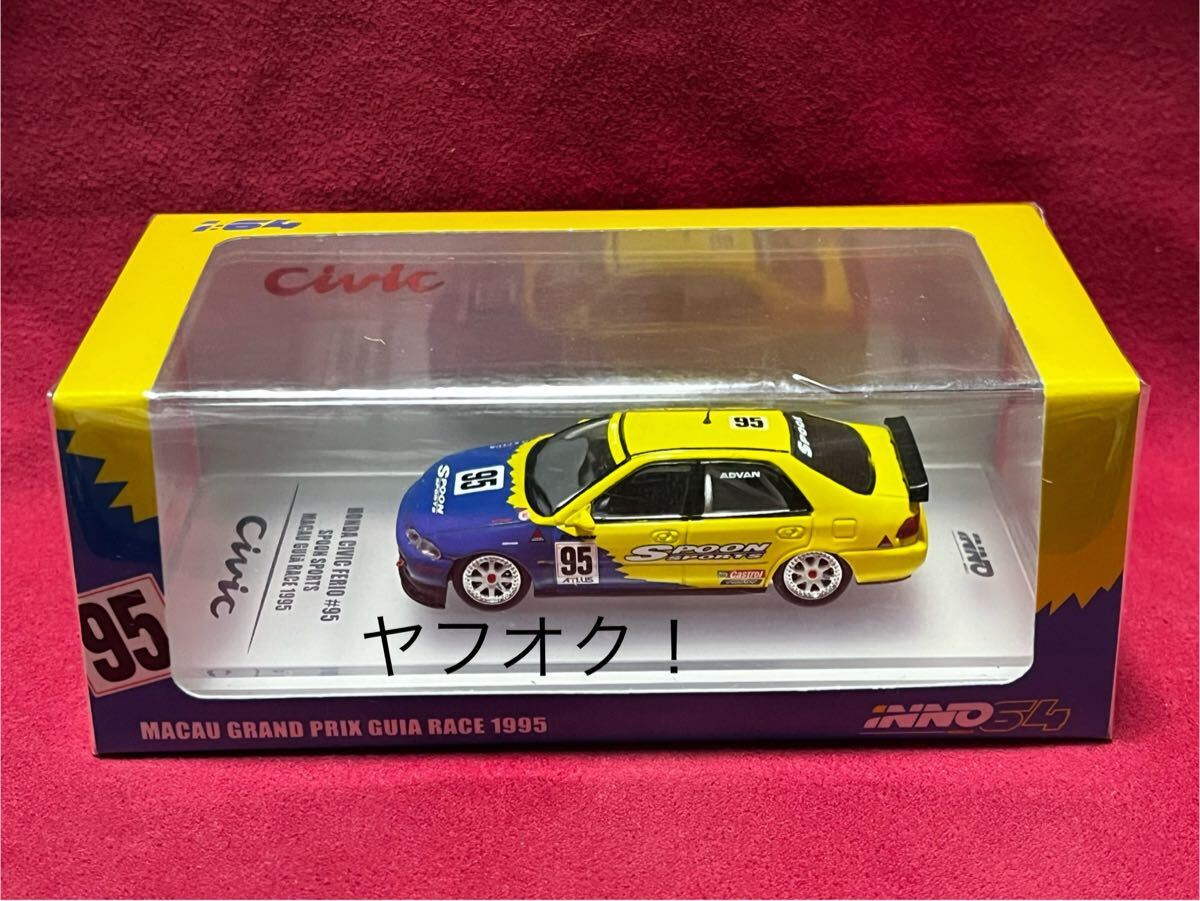 1:64
Civic
95
SPOON
ADVAN
95
SPOON
SPORTS
95
ATLUS
SPOON
SPORTS
Castrol
Civic
HONDA CIVIC FERIO #95
SPOON SPORTS
MACAU GUIA RACE 1995
INNO
95
ヤフオク！
MACAU GRAND PRIX GUIA RACE 1995
INNO64